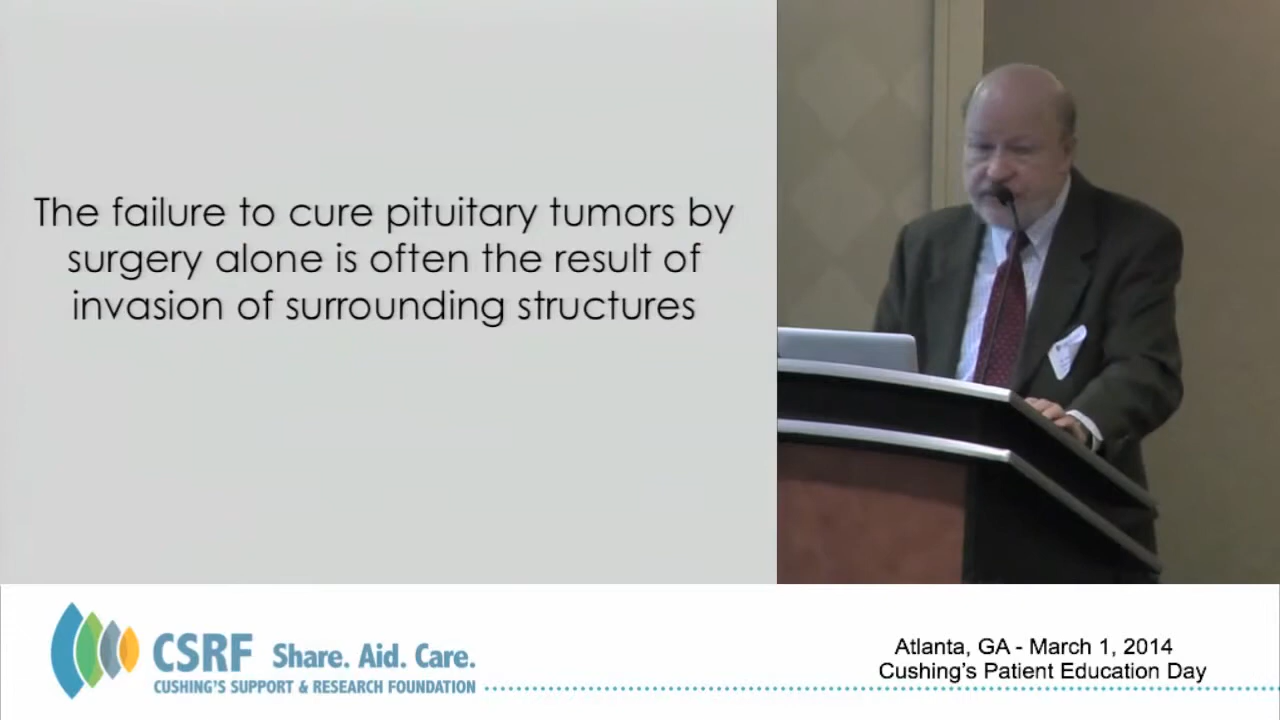 The failure to cure pituitary tumors by
surgery alone is often the result of
invasion of surrounding structures
CSRF Share. Aid. Care.
CUSHING'S SUPPORT & RESEARCH FOUNDATION
Atlanta, GA - March 1, 2014
Cushing's Patient Education Day